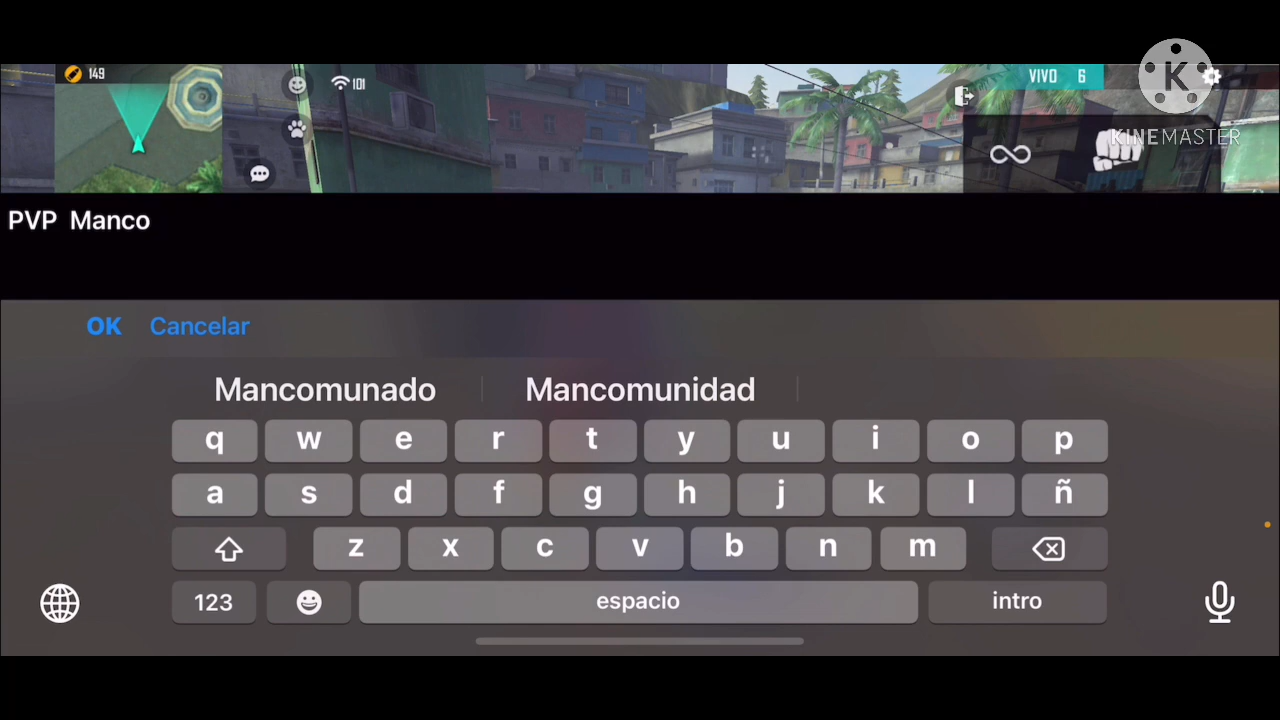 149
101
VIVO 6
K
KINEMASTER
PVP Manco
OK Cancelar
Mancomunado Mancomunidad
q w e r t y u i o p
a s d f g h j k l ñ
z x c v b n m
123 espacio intro